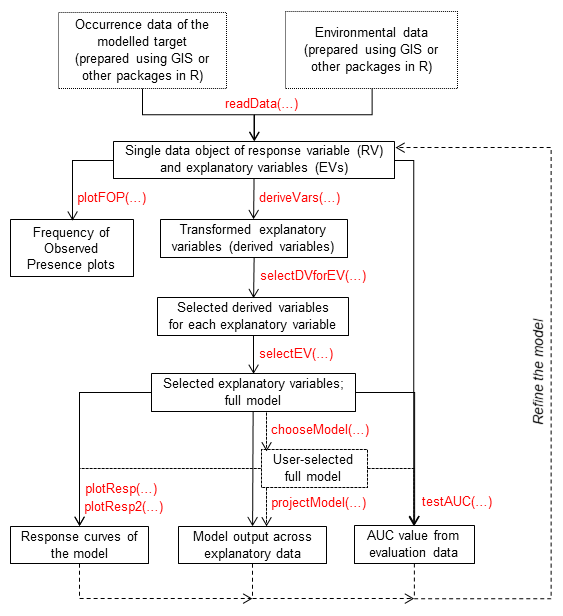 Occurrence data of the
modelled target
(prepared using GIS or
other packages in R)
Environmental data
(prepared using GIS or
other packages in R)
readData(…)
Single data object of response variable (RV)
and explanatory variables (EVs)
plotFOP(…)
deriveVars(…)
Frequency of
Observed
Presence plots
Transformed explanatory
variables (derived variables)
selectDVforEV(…)
Selected derived variables
for each explanatory variable
selectEV(…)
Refine the model
Selected explanatory variables;
full model
chooseModel(…)
User-selected
full model
plotResp(…)
plotResp2(…)
projectModel(…)
testAUC(…)
Response curves of
the model
Model output across
explanatory data
AUC value from
evaluation data